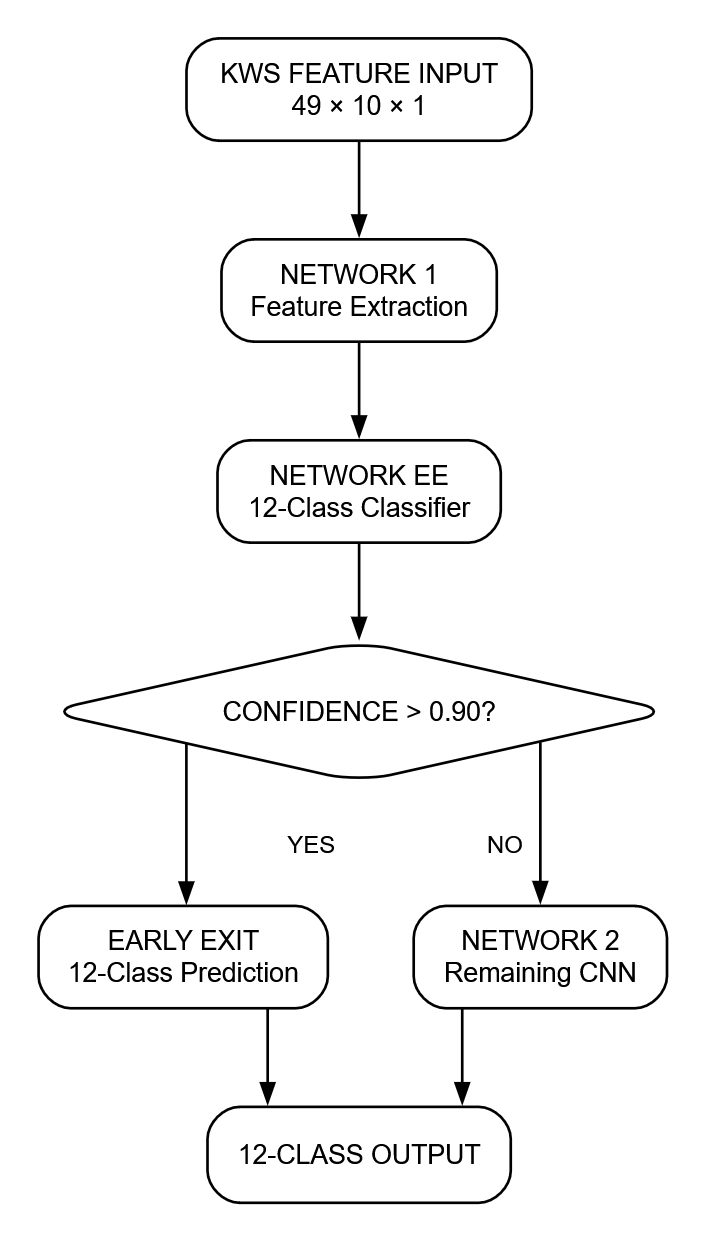 KWS FEATURE INPUT
49 × 10 × 1
NETWORK 1
Feature Extraction
NETWORK EE
12-Class Classifier
CONFIDENCE > 0.90?
YES
NO
EARLY EXIT
12-Class Prediction
NETWORK 2
Remaining CNN
12-CLASS OUTPUT